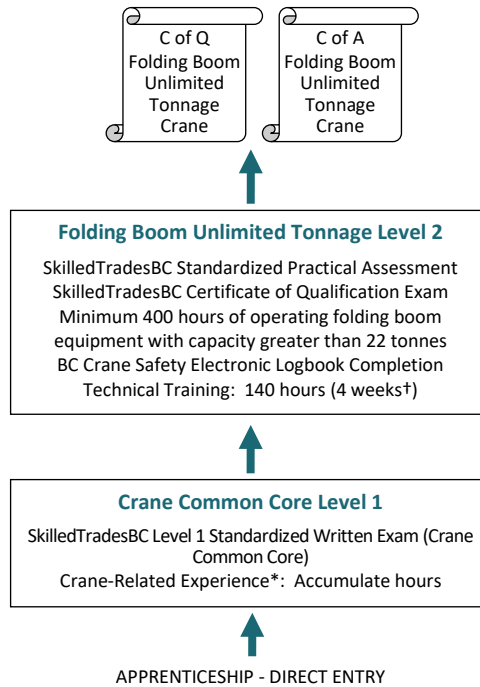 C of Q
Folding Boom
Unlimited
Tonnage
Crane
C of A
Folding Boom
Unlimited
Tonnage
Crane
Folding Boom Unlimited Tonnage Level 2
SkilledTradesBC Standardized Practical Assessment
SkilledTradesBC Certificate of Qualification Exam
Minimum 400 hours of operating folding boom
equipment with capacity greater than 22 tonnes
BC Crane Safety Electronic Logbook Completion
Technical Training:  140 hours (4 weeks†)
Crane Common Core Level 1
SkilledTradesBC Level 1 Standardized Written Exam (Crane
Common Core)
Crane-Related Experience*:  Accumulate hours
APPRENTICESHIP - DIRECT ENTRY